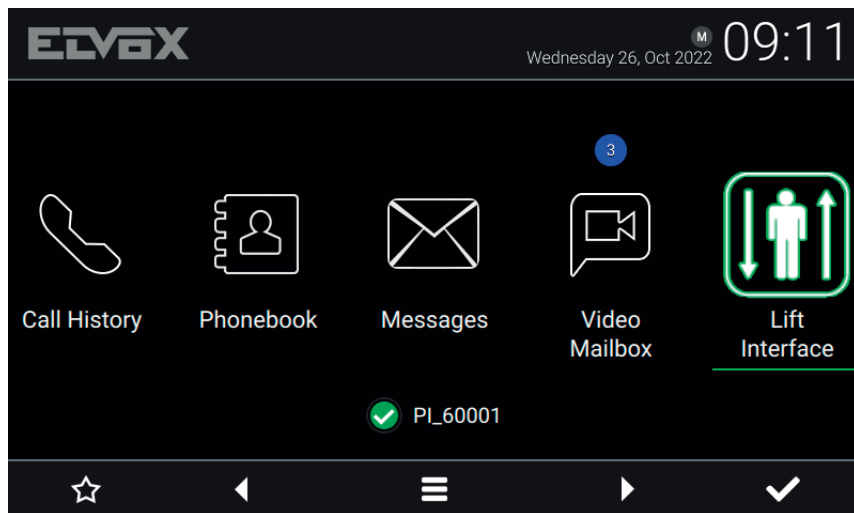 ELVOX
M
Wednesday 26, Oct 2022
09:11
3
Call History
Phonebook
Messages
Video
Mailbox
Lift
Interface
PI_60001